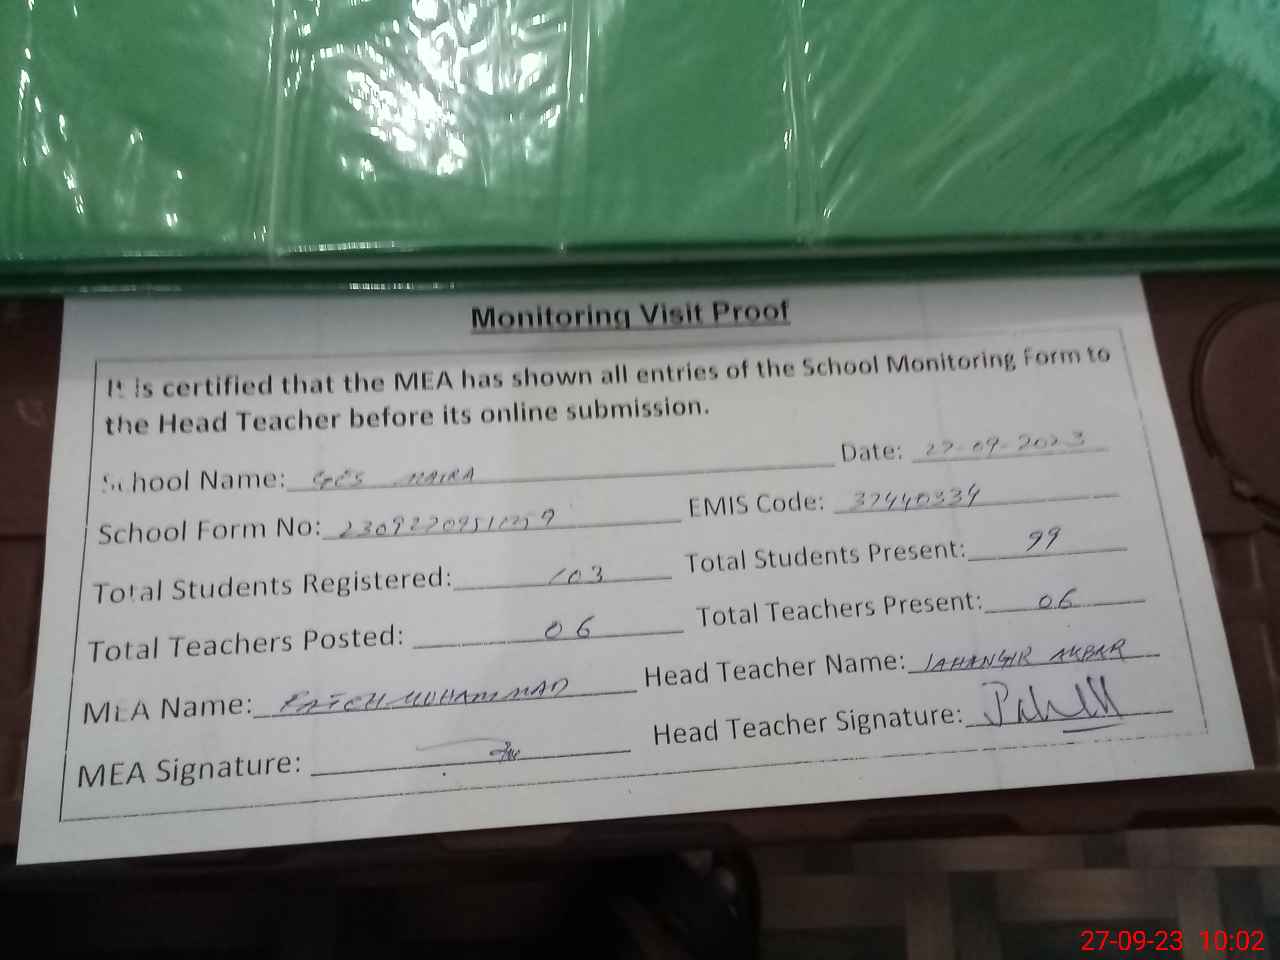 Monitoring Visit Proof
It is certified that the MEA has shown all entries of the School Monitoring Form to
the Head Teacher before its online submission.
School Name: GES NAIRA Date: 27-09-2023
School Form No: EMIS Code: 37440334
Total Students Registered: 103 Total Students Present: 99
Total Teachers Posted: 06 Total Teachers Present: 06
MEA Name: FATEH MUHAMMAD Head Teacher Name: JAHANGIR AKBAR
MEA Signature: Head Teacher Signature:
27-09-23 10:02